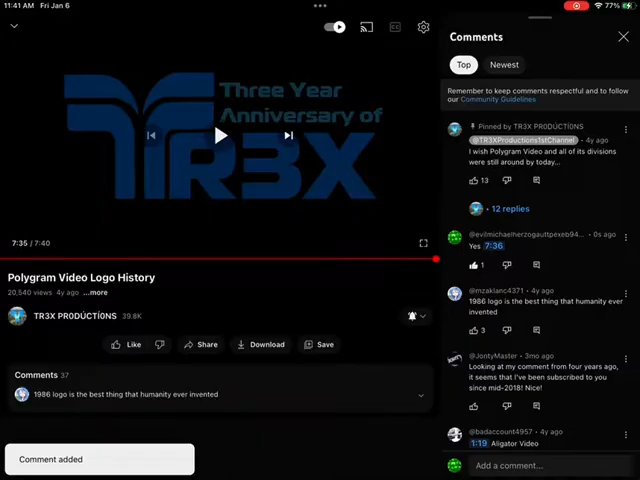 11:41 AM Fri Jan 6
77%
CC
Three Year
Anniversary of
TR3X
7:35 / 7:40
Polygram Video Logo History
20,540 views 4y ago ...more
TR3X PR0DÚCTÍONS 39.8K
Like
Share
Download
Save
Comments 37
1986 logo is the best thing that humanity ever invented
Comment added
Comments
Top
Newest
Remember to keep comments respectful and to follow
our Community Guidelines
Pinned by TR3X PR0DÚCTÍONS
@TR3XProductions1stChannel • 4y ago
I wish Polygram Video and all of its divisions
were still around by today...
13
12 replies
@evilmichaelherzogauttpexeb94... • 0s ago
Yes 7:36
1
@mzaklanc4371 • 4y ago
1986 logo is the best thing that humanity ever
invented
3
@JontyMaster • 3mo ago
Looking at my comment from four years ago,
it seems that I've been subscribed to you
since mid-2018! Nice!
@badaccount4957 • 4y ago
1:19 Aligator Video
Add a comment...